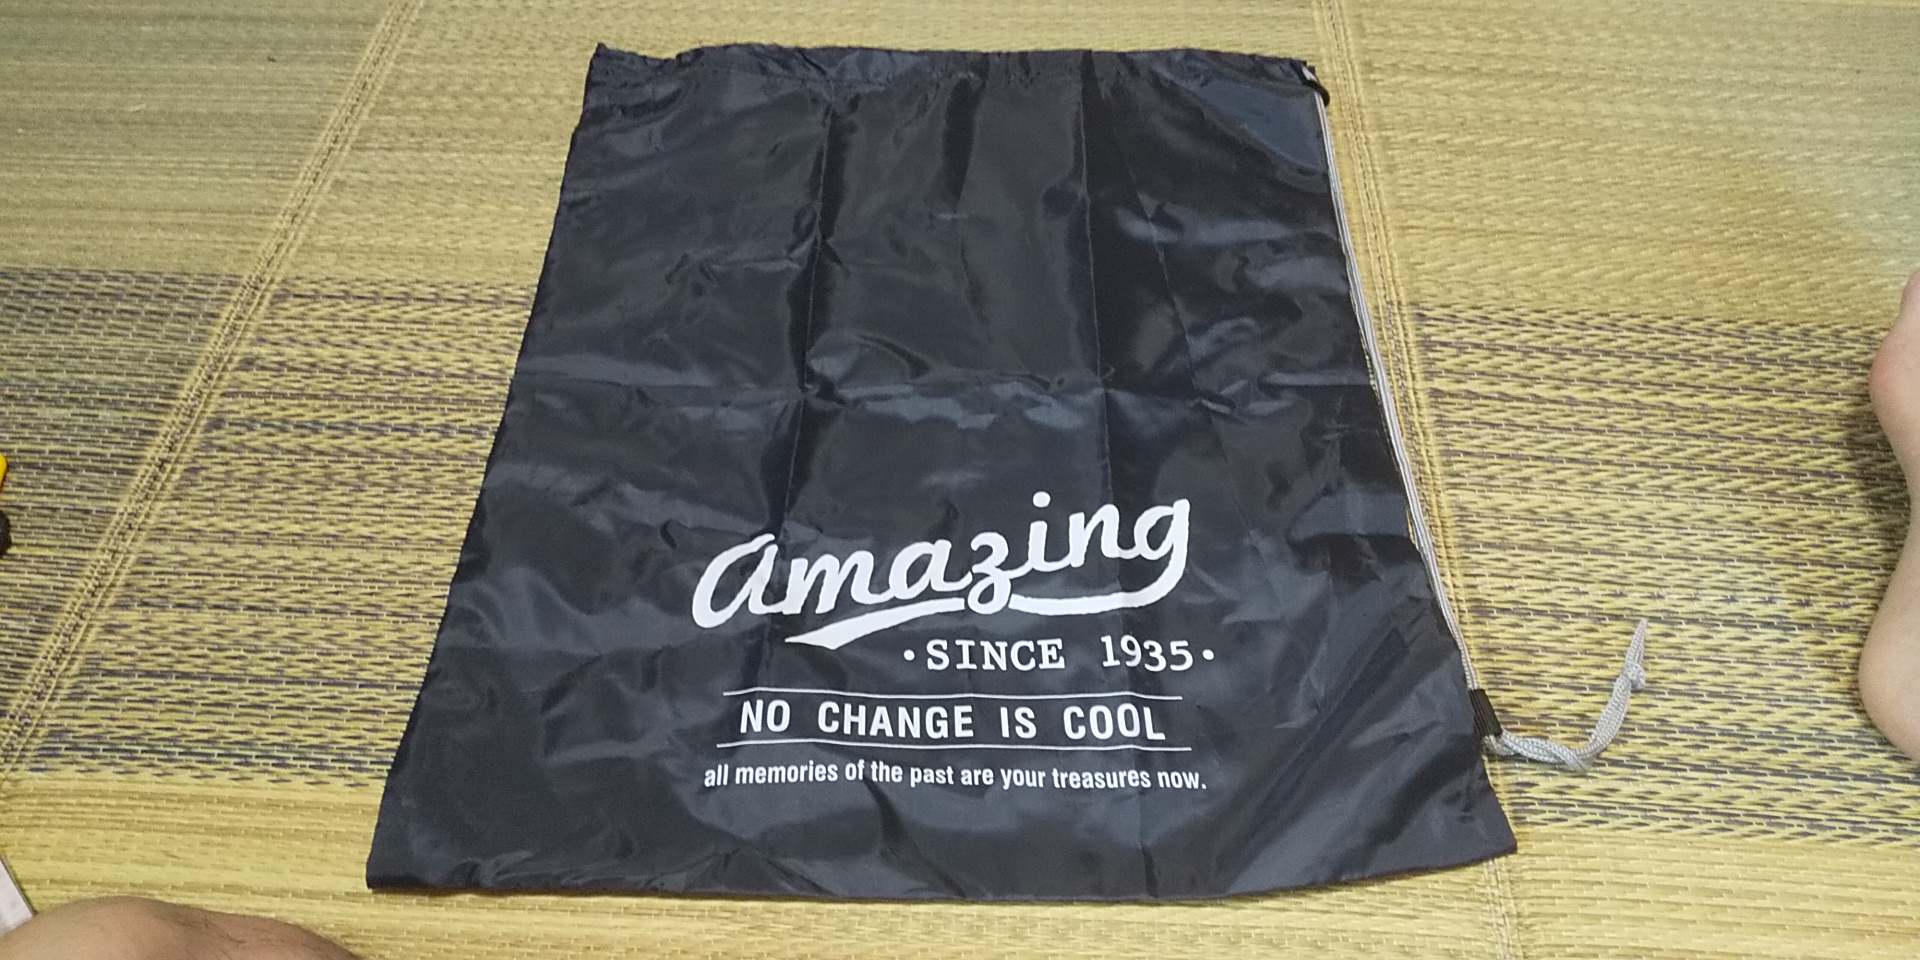 amazing
•SINCE 1935•
NO CHANGE IS COOL
all memories of the past are your treasures now.